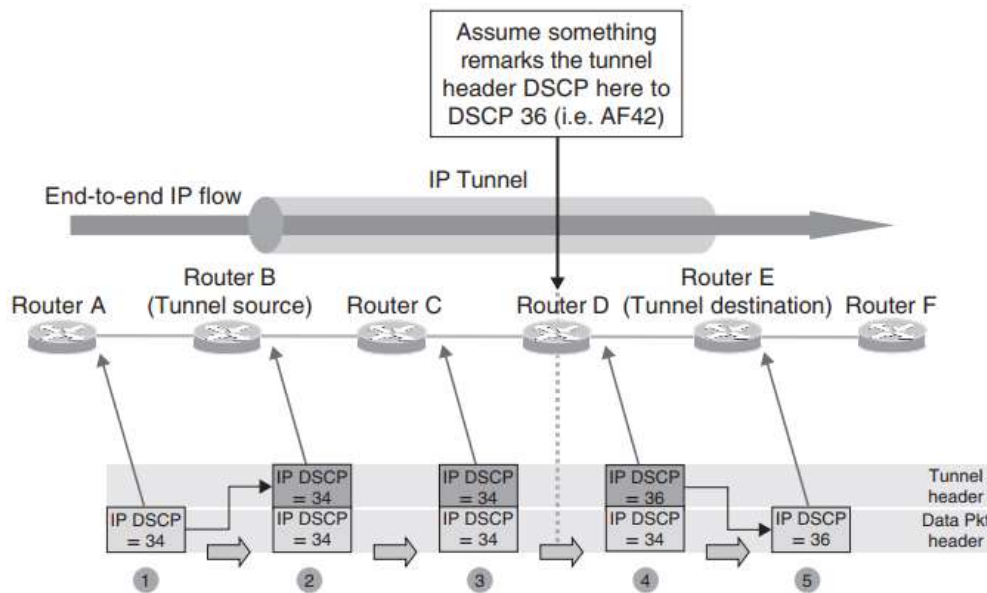 Assume something
remarks the tunnel
header DSCP here to
DSCP 36 (i.e. AF42)
IP Tunnel
End-to-end IP flow
Router A
Router B
(Tunnel source)
Router C
Router D
Router E
(Tunnel destination)
Router F
IP DSCP
= 34
IP DSCP
= 34
IP DSCP
= 36
Tunnel
header
IP DSCP
= 34
IP DSCP
= 34
IP DSCP
= 34
IP DSCP
= 34
IP DSCP
= 36
Data Pkt
header
1
2
3
4
5